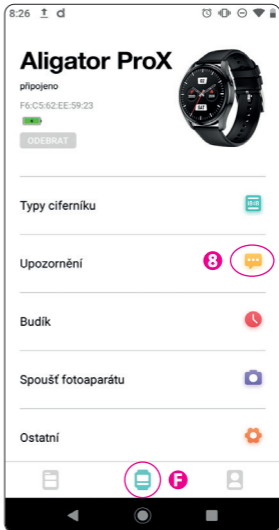 8:26
Aligator ProX
připojeno
F6:C5:62:EE:59:23
ODEBRAT
Typy ciferníku
Upozornění
8
Budík
Spoušť fotoaparátu
Ostatní
F